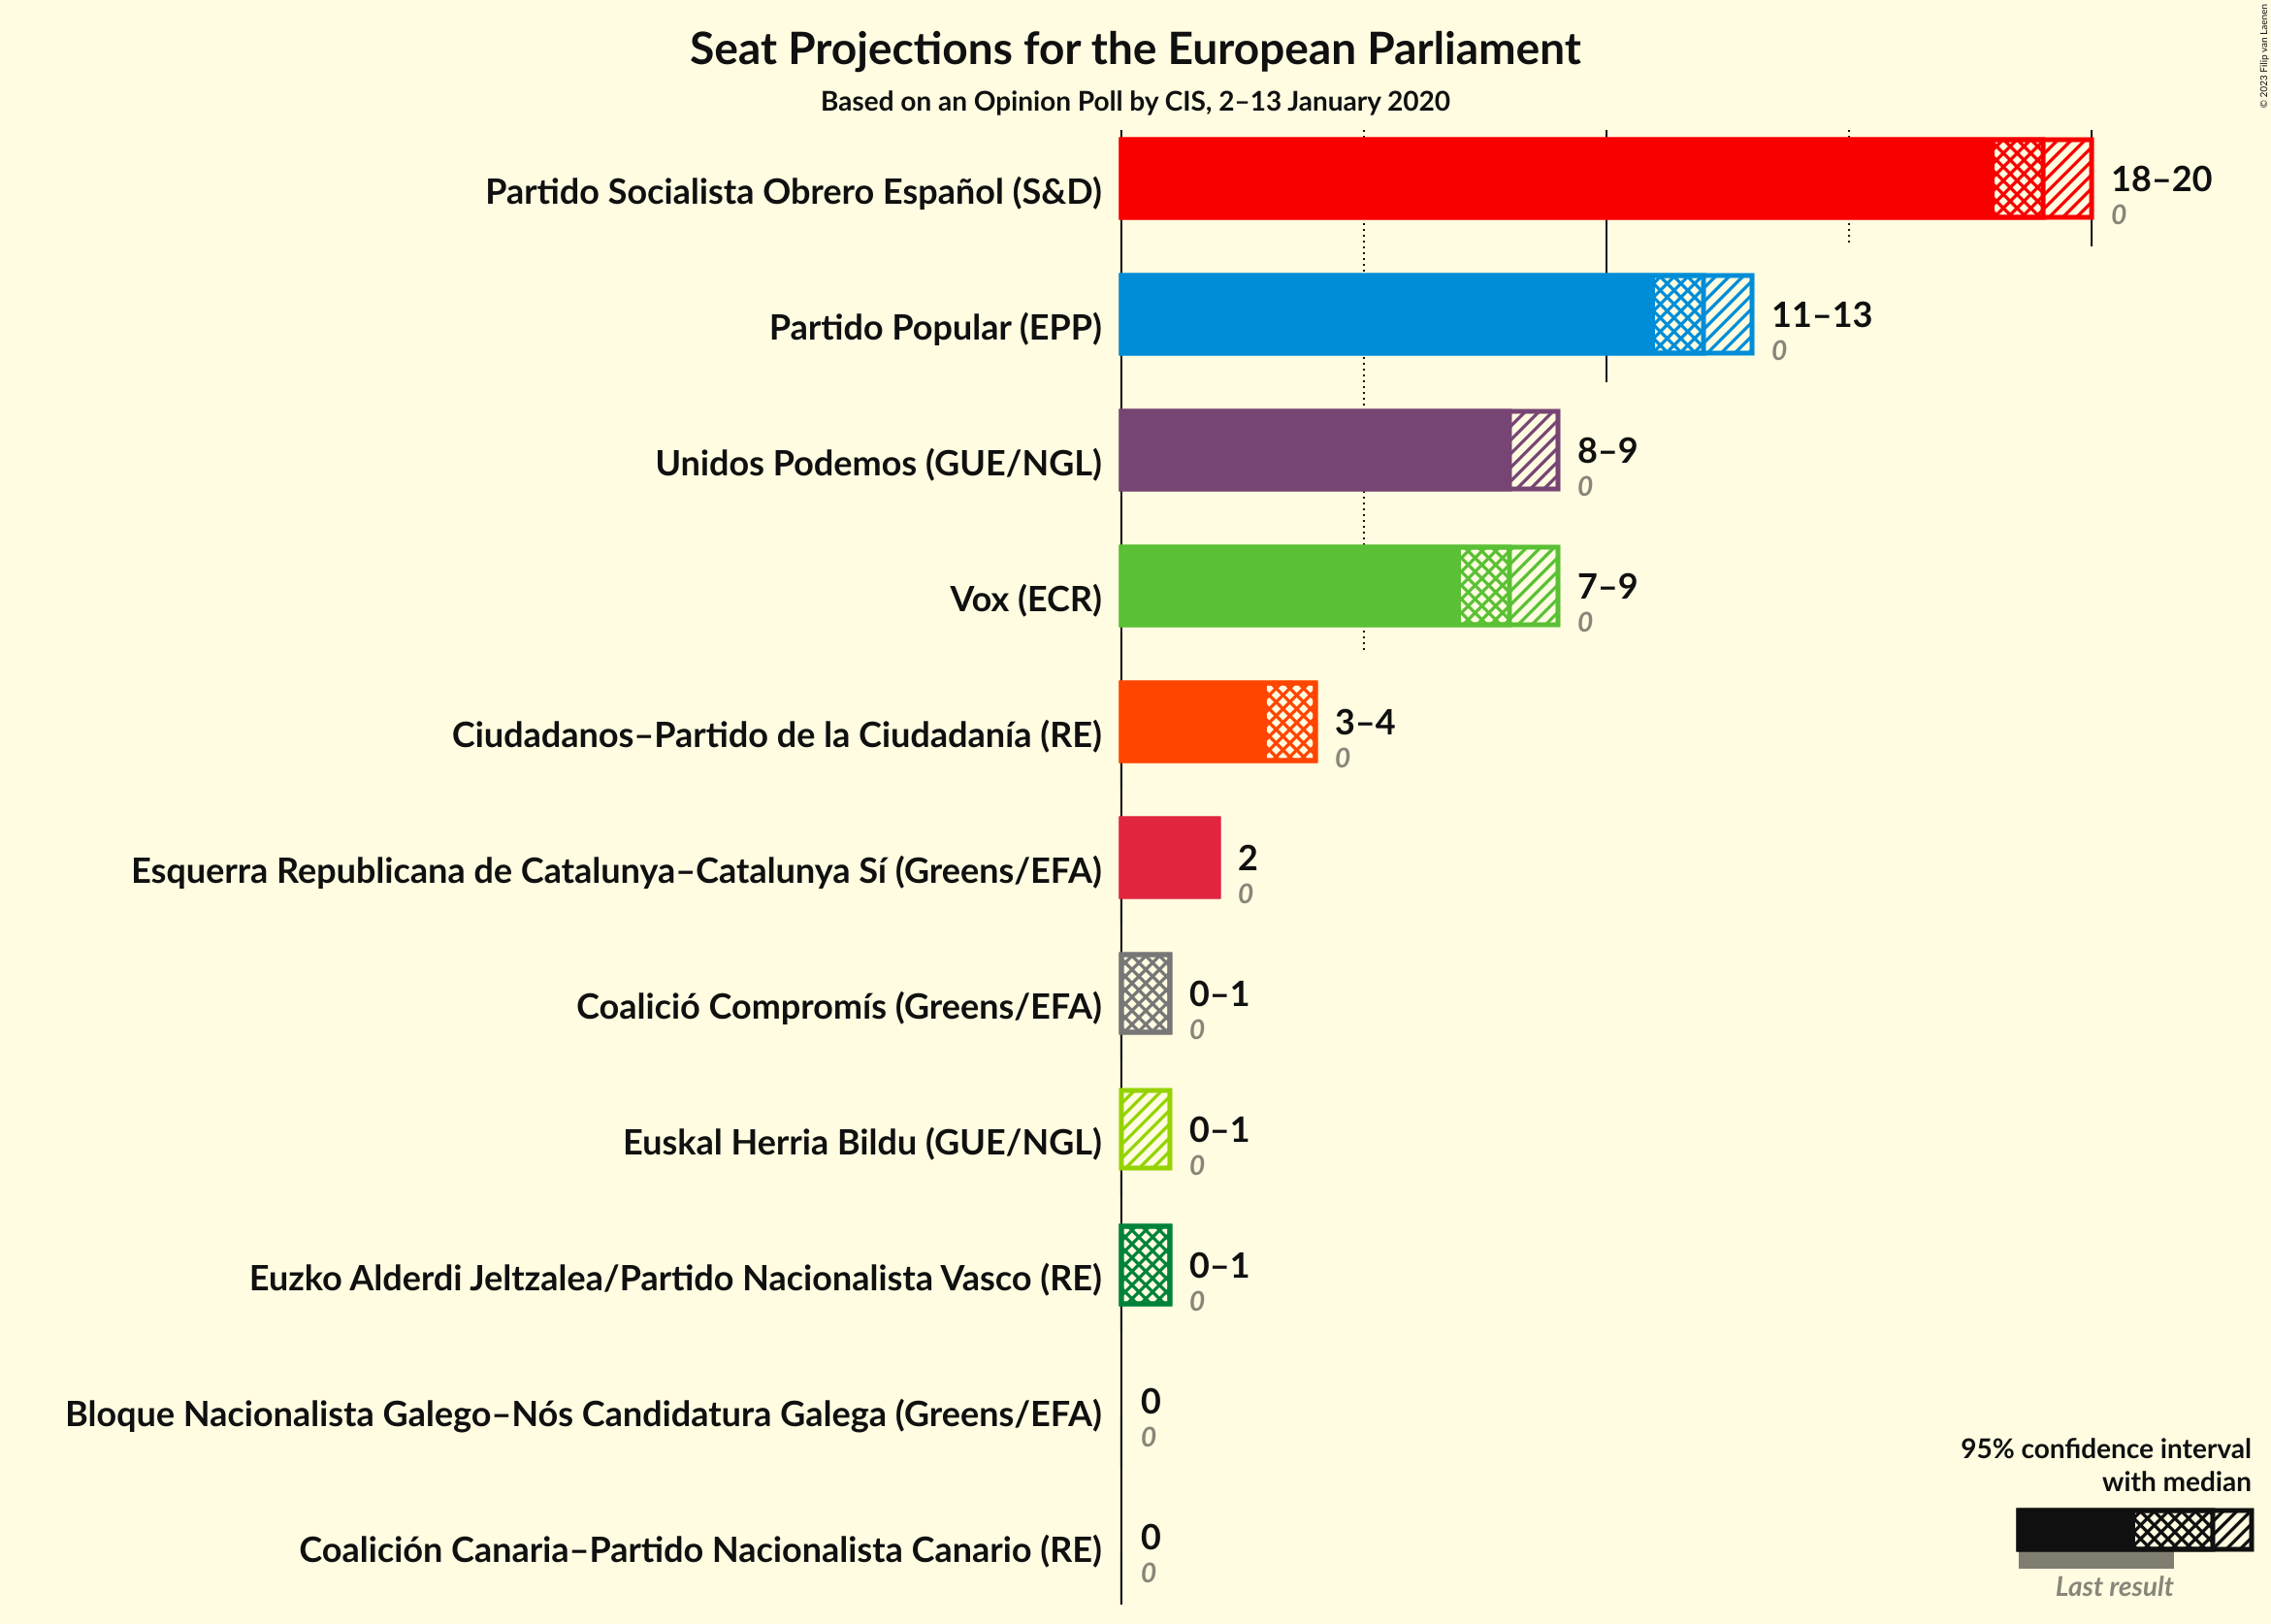 Seat Projections for the European Parliament
Based on an Opinion Poll by CIS, 2–13 January 2020
© 2023 Filip van Laenen
Partido Socialista Obrero Español (S&D)
18–20
0
Partido Popular (EPP)
11–13
0
Unidos Podemos (GUE/NGL)
8–9
0
Vox (ECR)
7–9
0
Ciudadanos–Partido de la Ciudadanía (RE)
3–4
0
Esquerra Republicana de Catalunya–Catalunya Sí (Greens/EFA)
2
0
Coalició Compromís (Greens/EFA)
0–1
0
Euskal Herria Bildu (GUE/NGL)
0–1
0
Euzko Alderdi Jeltzalea/Partido Nacionalista Vasco (RE)
0–1
0
Bloque Nacionalista Galego–Nós Candidatura Galega (Greens/EFA)
0
0
Coalición Canaria–Partido Nacionalista Canario (RE)
0
0
95% confidence interval
with median
Last result